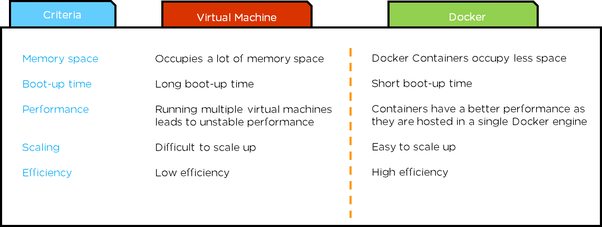 Criteria Virtual Machine Docker
Memory space Occupies a lot of memory space Docker Containers occupy less space
Boot-up time Long boot-up time Short boot-up time
Performance Running multiple virtual machines Containers have a better performance as
leads to unstable performance they are hosted in a single Docker engine
Scaling Difficult to scale up Easy to scale up
Efficiency Low efficiency High efficiency